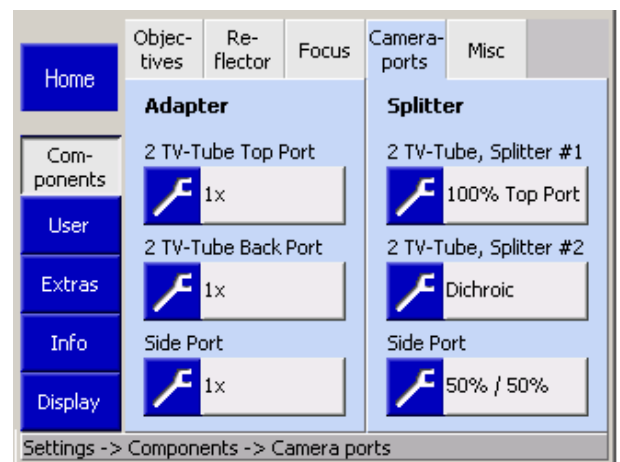 Home
Objec-
tives
Re-
flector
Focus
Camera-
ports
Misc
Com-
ponents
User
Extras
Info
Display
Adapter
2 TV-Tube Top Port
1x
2 TV-Tube Back Port
1x
Side Port
1x
Splitter
2 TV-Tube, Splitter #1
100% Top Port
2 TV-Tube, Splitter #2
Dichroic
Side Port
50% / 50%
Settings -> Components -> Camera ports